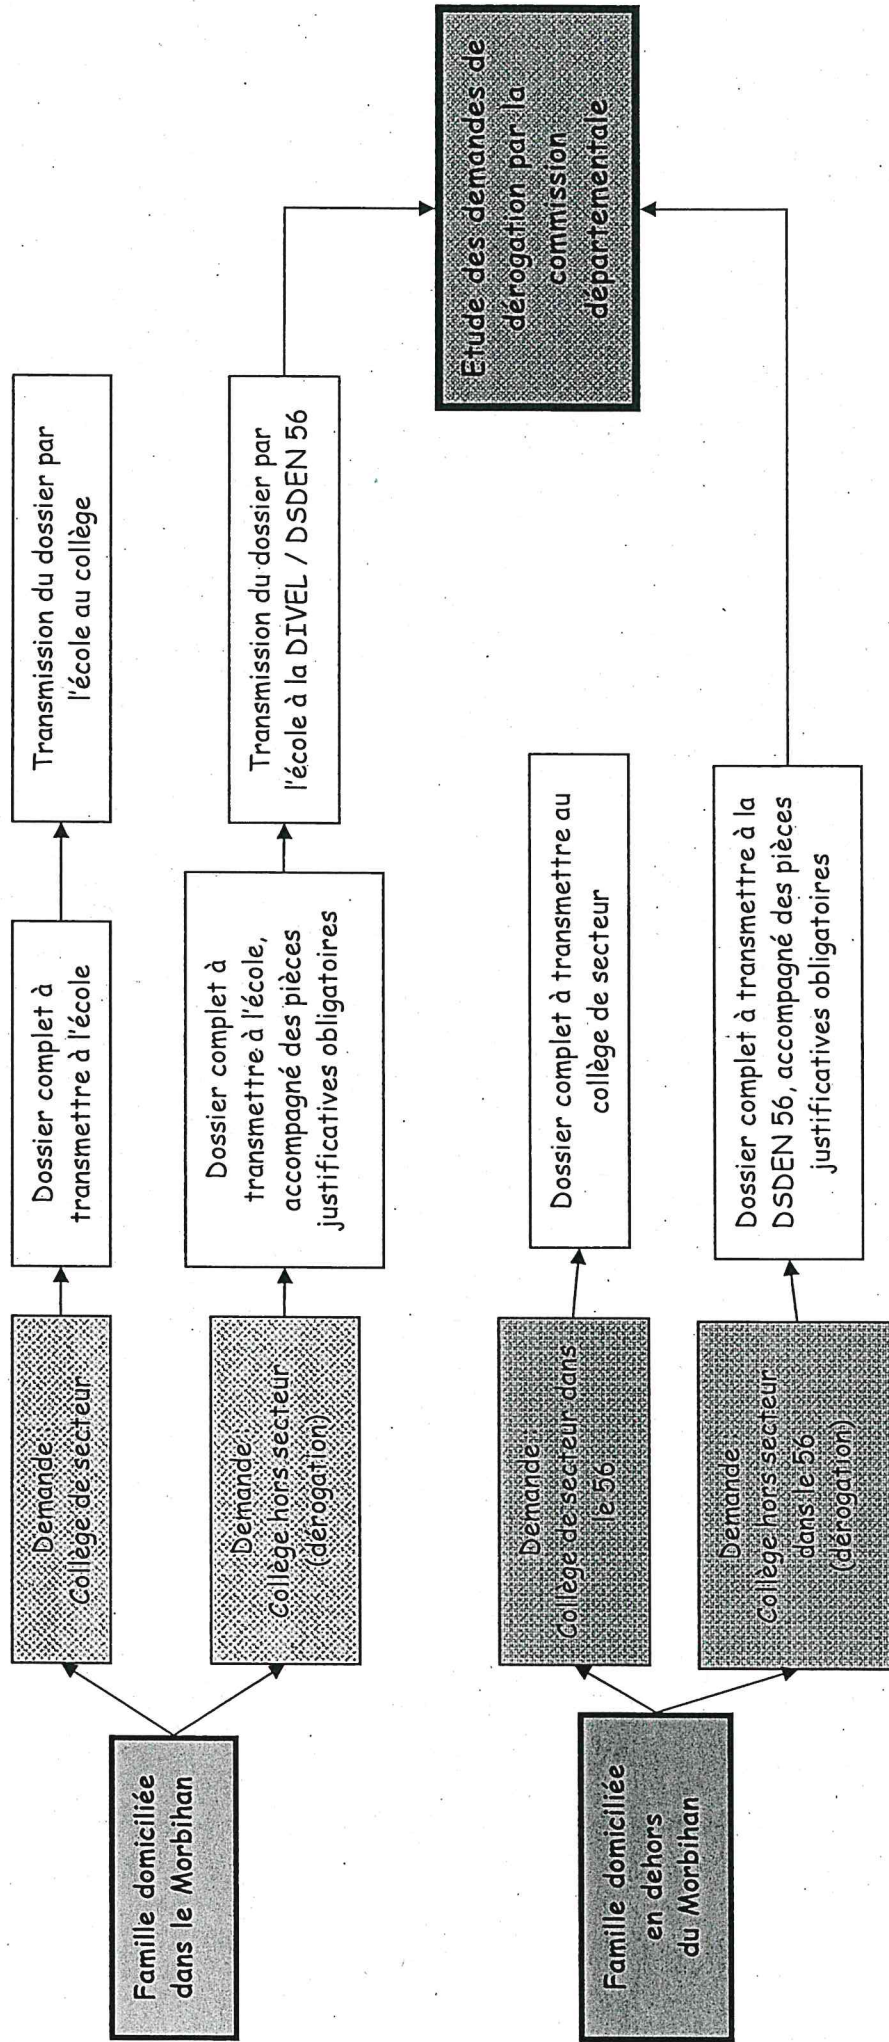 Famille domiciliée
dans le Morbihan
Demande :
Collège de secteur
Dossier complet à
transmettre à l'école
Transmission du dossier par
l'école au collège
Demande :
Collège hors secteur
(dérogation)
Dossier complet à
transmettre à l'école,
accompagné des pièces
justificatives obligatoires
Transmission du dossier par
l'école à la DIVEL / DSDEN 56
Etude des demandes de
dérogation par la
commission
départementale
Famille domiciliée
en dehors
du Morbihan
Demande :
Collège de secteur dans
le 56
Dossier complet à transmettre au
collège de secteur
Demande :
Collège hors secteur
dans le 56
(dérogation)
Dossier complet à transmettre à la
DSDEN 56, accompagné des pièces
justificatives obligatoires